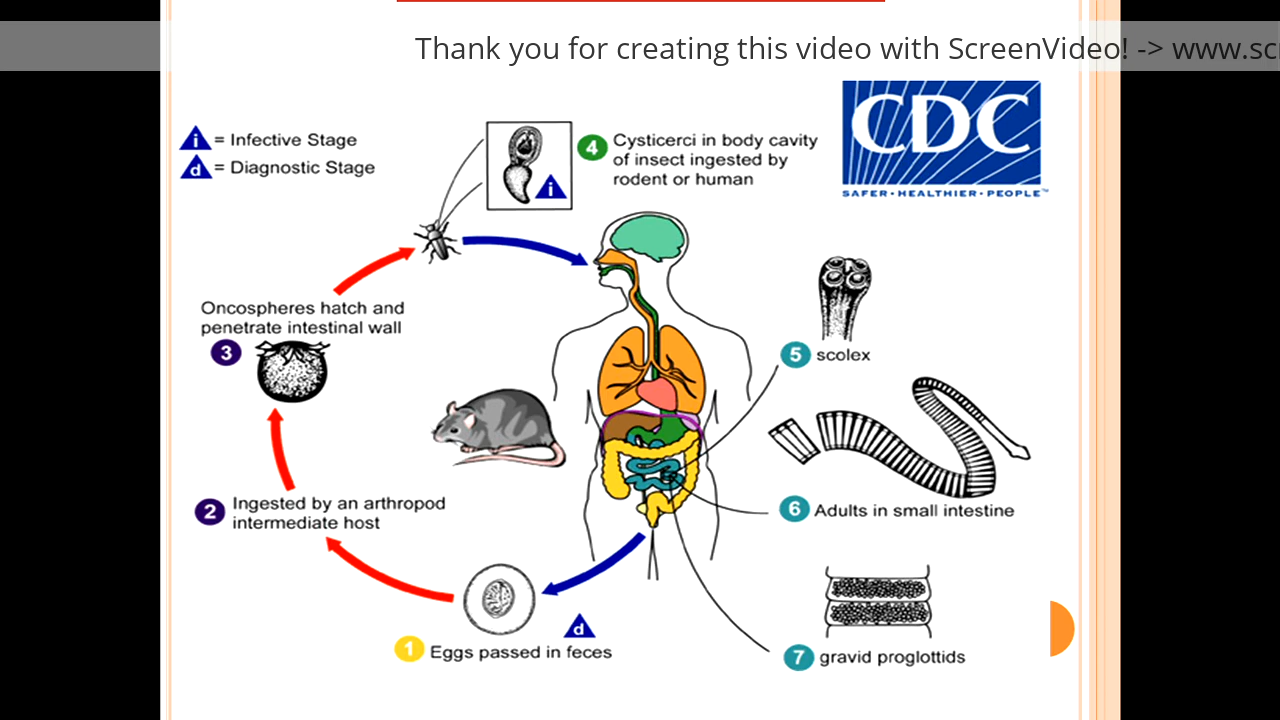 Thank you for creating this video with ScreenVideo! -> www.sc
CDC
SAFER·HEALTHIER·PEOPLE™
i = Infective Stage
d = Diagnostic Stage
i
4 Cysticerci in body cavity
of insect ingested by
rodent or human
Oncospheres hatch and
penetrate intestinal wall
3
5 scolex
2 Ingested by an arthropod
intermediate host
6 Adults in small intestine
d
1 Eggs passed in feces
7 gravid proglottids